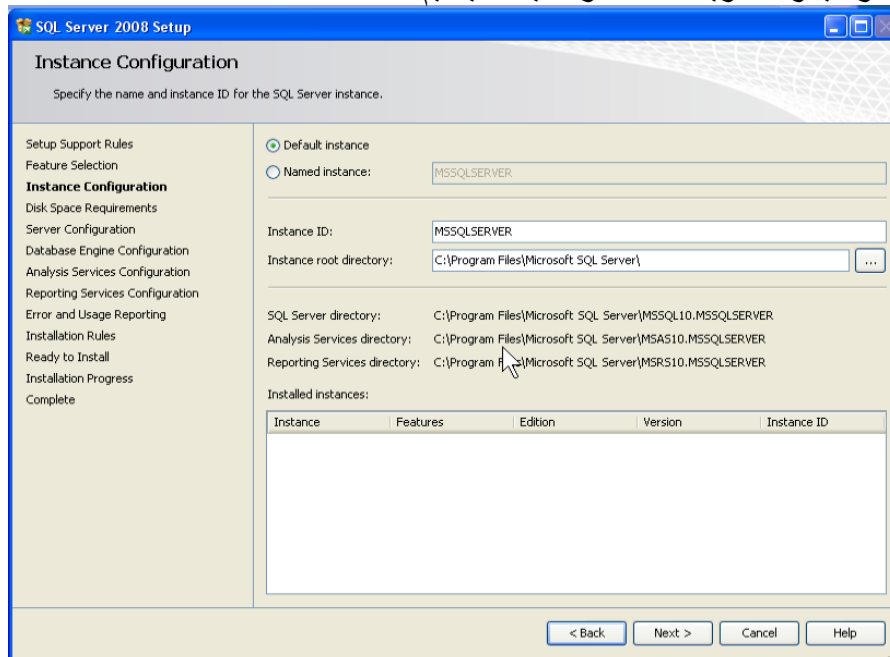 SQL Server 2008 Setup
Instance Configuration
Specify the name and instance ID for the SQL Server instance.
Setup Support Rules
Feature Selection
Instance Configuration
Disk Space Requirements
Server Configuration
Database Engine Configuration
Analysis Services Configuration
Reporting Services Configuration
Error and Usage Reporting
Installation Rules
Ready to Install
Installation Progress
Complete
Default instance
Named instance: MSSQLSERVER
Instance ID: MSSQLSERVER
Instance root directory: C:\Program Files\Microsoft SQL Server\ ...
SQL Server directory: C:\Program Files\Microsoft SQL Server\MSSQL10.MSSQLSERVER
Analysis Services directory: C:\Program Files\Microsoft SQL Server\MSAS10.MSSQLSERVER
Reporting Services directory: C:\Program Files\Microsoft SQL Server\MSRS10.MSSQLSERVER
Installed instances:
Instance Features Edition Version Instance ID
< Back Next > Cancel Help